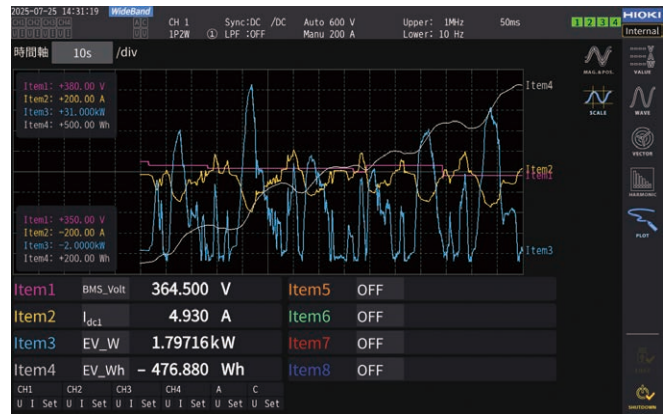 2025-07-25 14:31:19 WideBand
CH1 CH2 CH3 CH4 A C CH 1 Sync:DC /DC Auto 600 V Upper: 1MHz 50ms 1 2 3 4 HIOKI
U I U I U I U I U U 1P2W ① LPF :OFF Manu 200 A Lower: 10 Hz Internal
時間軸 10s /div
MAG.&POS. VALUE
Item1: +380.00 V
Item2: +200.00 A
Item3: +31.000kW
Item4: +500.00 Wh
Item4
SCALE WAVE
VECTOR
Item2
Item1
HARMONIC
Item1: +350.00 V
Item2: -200.00 A
Item3: -2.0000kW
Item4: +200.00 Wh
PLOT
Item3
Item1 BMS_Volt 364.500 V Item5 OFF
Item2 Idc1 4.930 A Item6 OFF
Item3 EV_W 1.79716kW Item7 OFF
Item4 EV_Wh - 476.880 Wh Item8 OFF
CH1 CH2 CH3 CH4 A C
U I Set U I Set U I Set U I Set U Set U Set
SHUTDOWN